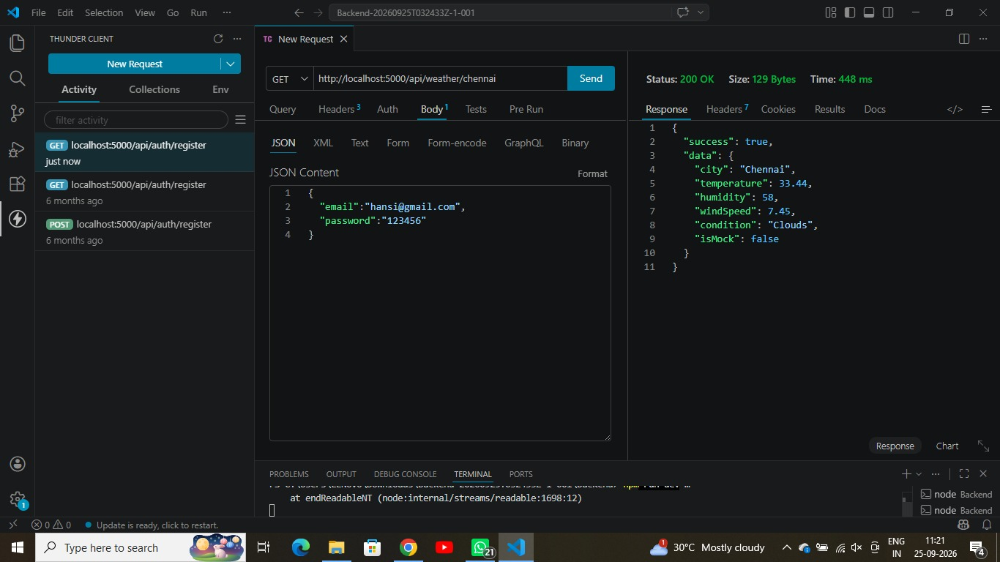 File Edit Selection View Go Run ···
Backend-20260925T032433Z-1-001
THUNDER CLIENT
New Request
Activity Collections Env
filter activity
GET localhost:5000/api/auth/register
just now
GET localhost:5000/api/auth/register
6 months ago
POST localhost:5000/api/auth/register
6 months ago
TC New Request
GET http://localhost:5000/api/weather/chennai Send
Query Headers 3 Auth Body 1 Tests Pre Run
JSON XML Text Form Form-encode GraphQL Binary
JSON Content Format
1 {
2 "email":"hansi@gmail.com",
3 "password":"123456"
4 }
Status: 200 OK Size: 129 Bytes Time: 448 ms
Response Headers 7 Cookies Results Docs </>
1 {
2 "success": true,
3 "data": {
4 "city": "Chennai",
5 "temperature": 33.44,
6 "humidity": 58,
7 "windSpeed": 7.45,
8 "condition": "Clouds",
9 "isMock": false
10 }
11 }
Response Chart
PROBLEMS OUTPUT DEBUG CONSOLE TERMINAL PORTS
at endReadableNT (node:internal/streams/readable:1698:12)
node Backend
node Backend
1
0 0 Update is ready, click to restart.
Type here to search
21
1
30°C Mostly cloudy
ENG
IN
11:21
25-09-2026
4